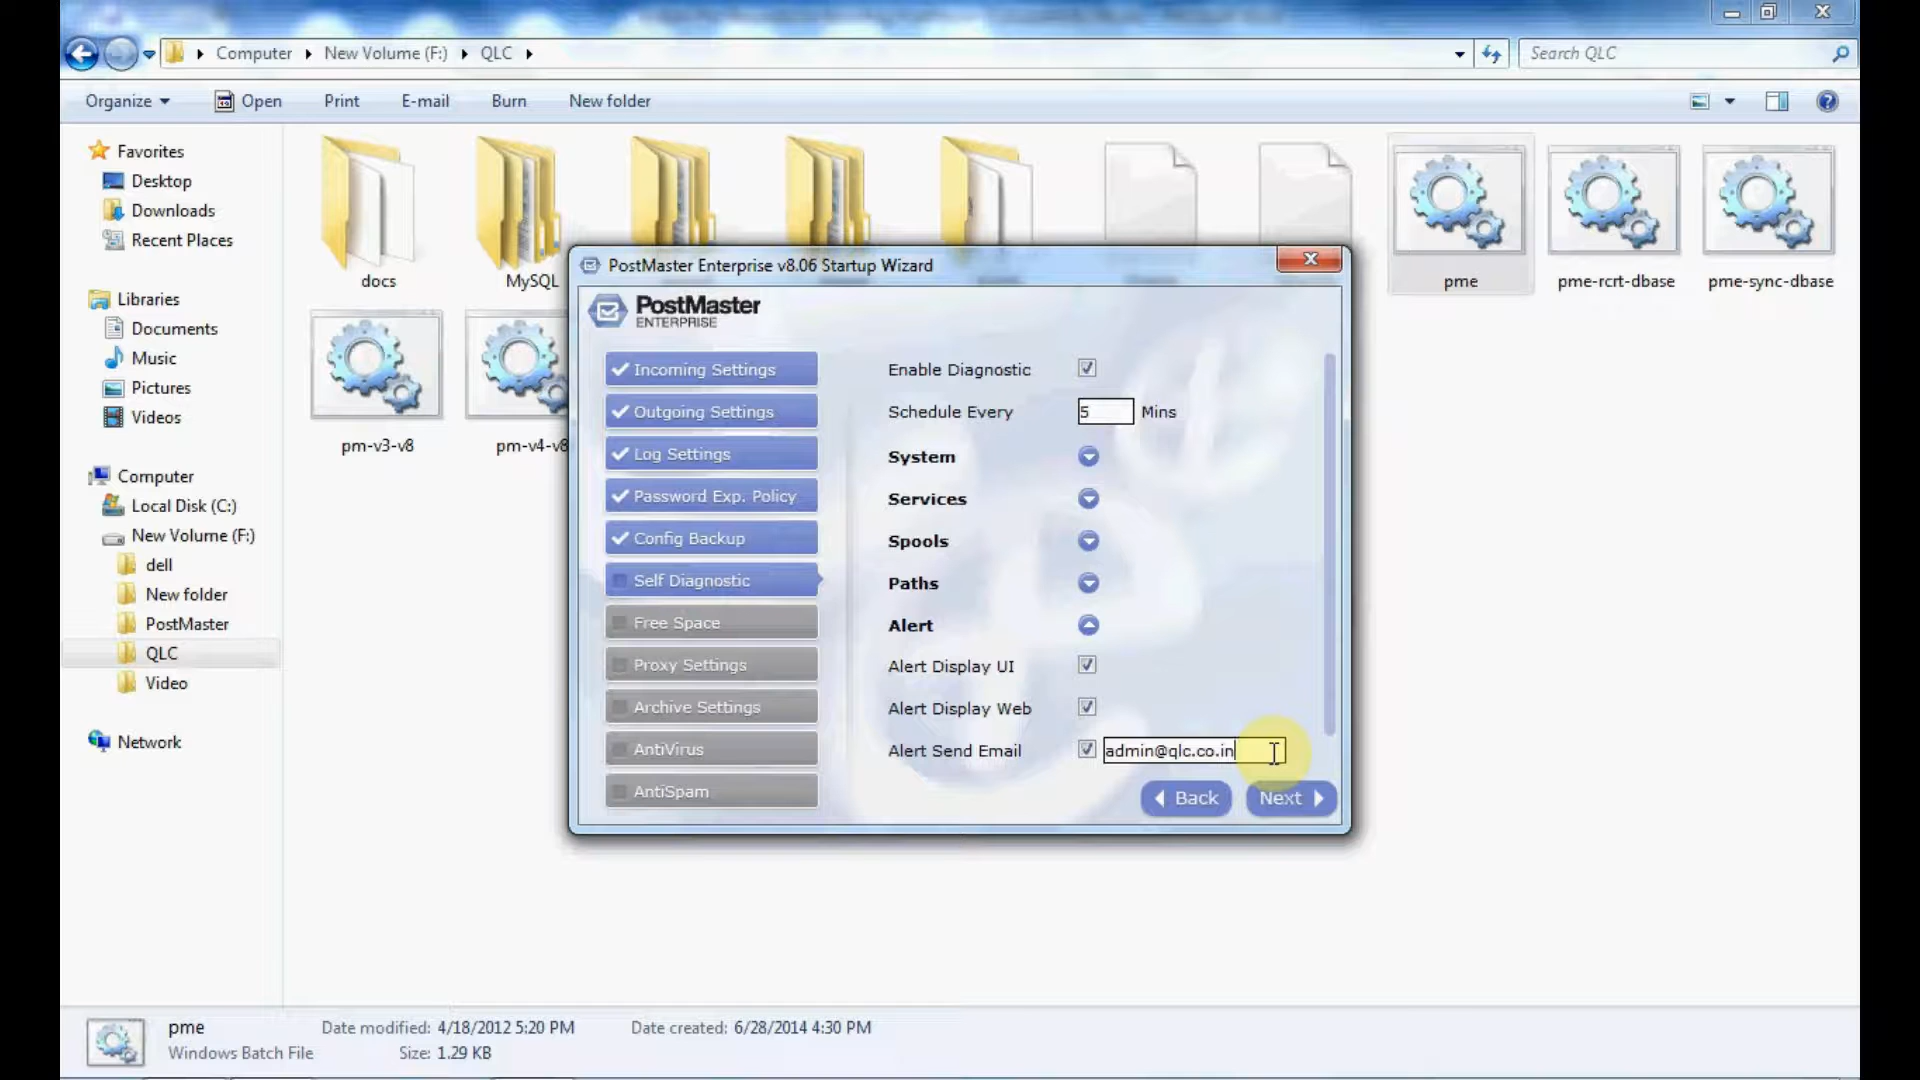 Computer
New Volume (F:)
QLC
Search QLC
Organize
Open
Print
E-mail
Burn
New folder
Favorites
Desktop
Downloads
Recent Places
Libraries
Documents
Music
Pictures
Videos
Computer
Local Disk (C:)
New Volume (F:)
dell
New folder
PostMaster
QLC
Video
Network
docs
MySQL
pme
pme-rcrt-dbase
pme-sync-dbase
pm-v3-v8
pm-v4-v8
PostMaster Enterprise v8.06 Startup Wizard
PostMaster
ENTERPRISE
Incoming Settings
Outgoing Settings
Log Settings
Password Exp. Policy
Config Backup
Self Diagnostic
Free Space
Proxy Settings
Archive Settings
AntiVirus
AntiSpam
Enable Diagnostic
Schedule Every 5 Mins
System
Services
Spools
Paths
Alert
Alert Display UI
Alert Display Web
Alert Send Email admin@qlc.co.in
Back
Next
pme
Windows Batch File
Date modified: 4/18/2012 5:20 PM
Size: 1.29 KB
Date created: 6/28/2014 4:30 PM